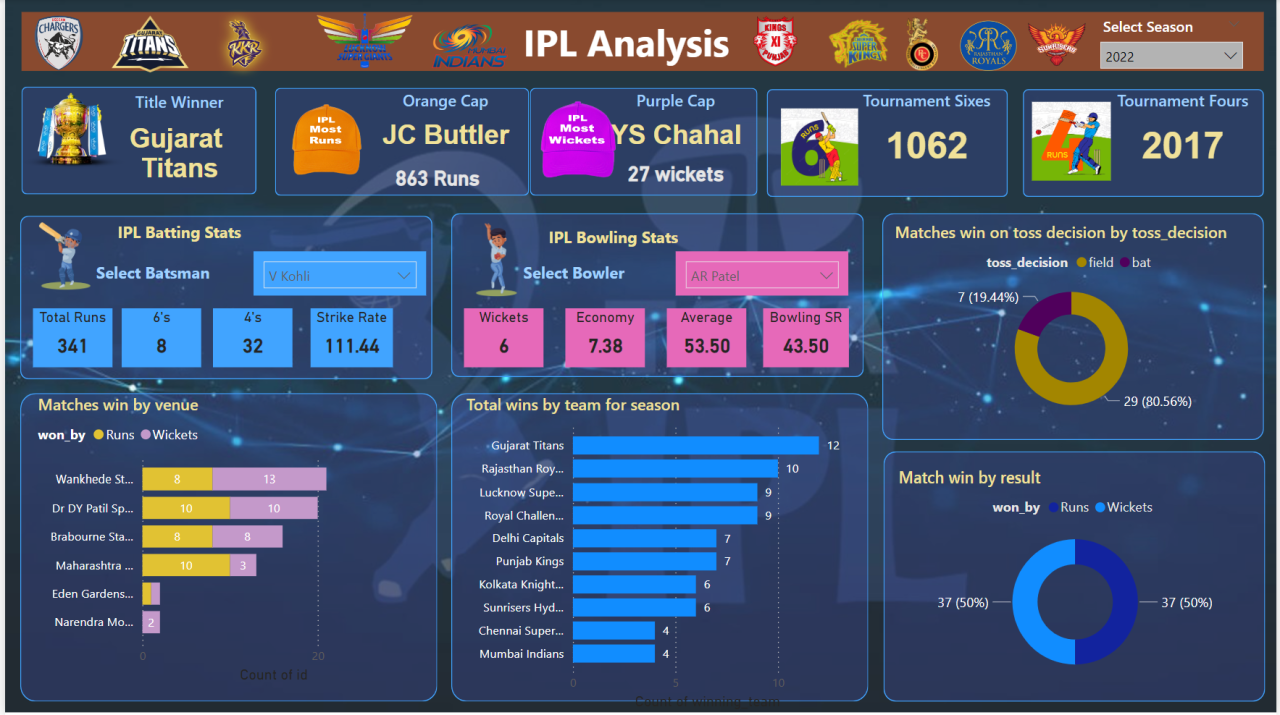 CHARGERS
GUJARAT
TITANS
KKR
MUMBAI
INDIANS
IPL Analysis
KINGS
XI
PUNJAB
SUPER
KINGS
RAJASTHAN
ROYALS
SUNRISERS
Select Season
2022
Title Winner
Gujarat
Titans
IPL
Most
Runs
Orange Cap
JC Buttler
863 Runs
IPL
Most
Wickets
Purple Cap
YS Chahal
27 wickets
RUNS
6
Tournament Sixes
1062
4
RUNS
Tournament Fours
2017
IPL Batting Stats
Select Batsman
V Kohli
Total Runs
341
6's
8
4's
32
Strike Rate
111.44
IPL Bowling Stats
Select Bowler
AR Patel
Wickets
6
Economy
7.38
Average
53.50
Bowling SR
43.50
Matches win on toss decision by toss_decision
toss_decision field bat
7 (19.44%)
29 (80.56%)
Matches win by venue
won_by Runs Wickets
Wankhede St... 8 13
Dr DY Patil Sp... 10 10
Brabourne Sta... 8 8
Maharashtra ... 10 3
Eden Gardens...
Narendra Mo... 2
0 20
Count of id
Total wins by team for season
Gujarat Titans 12
Rajasthan Roy... 10
Lucknow Supe... 9
Royal Challen... 9
Delhi Capitals 7
Punjab Kings 7
Kolkata Knight... 6
Sunrisers Hyd... 6
Chennai Super... 4
Mumbai Indians 4
0 5 10
Count of winning_team
Match win by result
won_by Runs Wickets
37 (50%)
37 (50%)
IPL